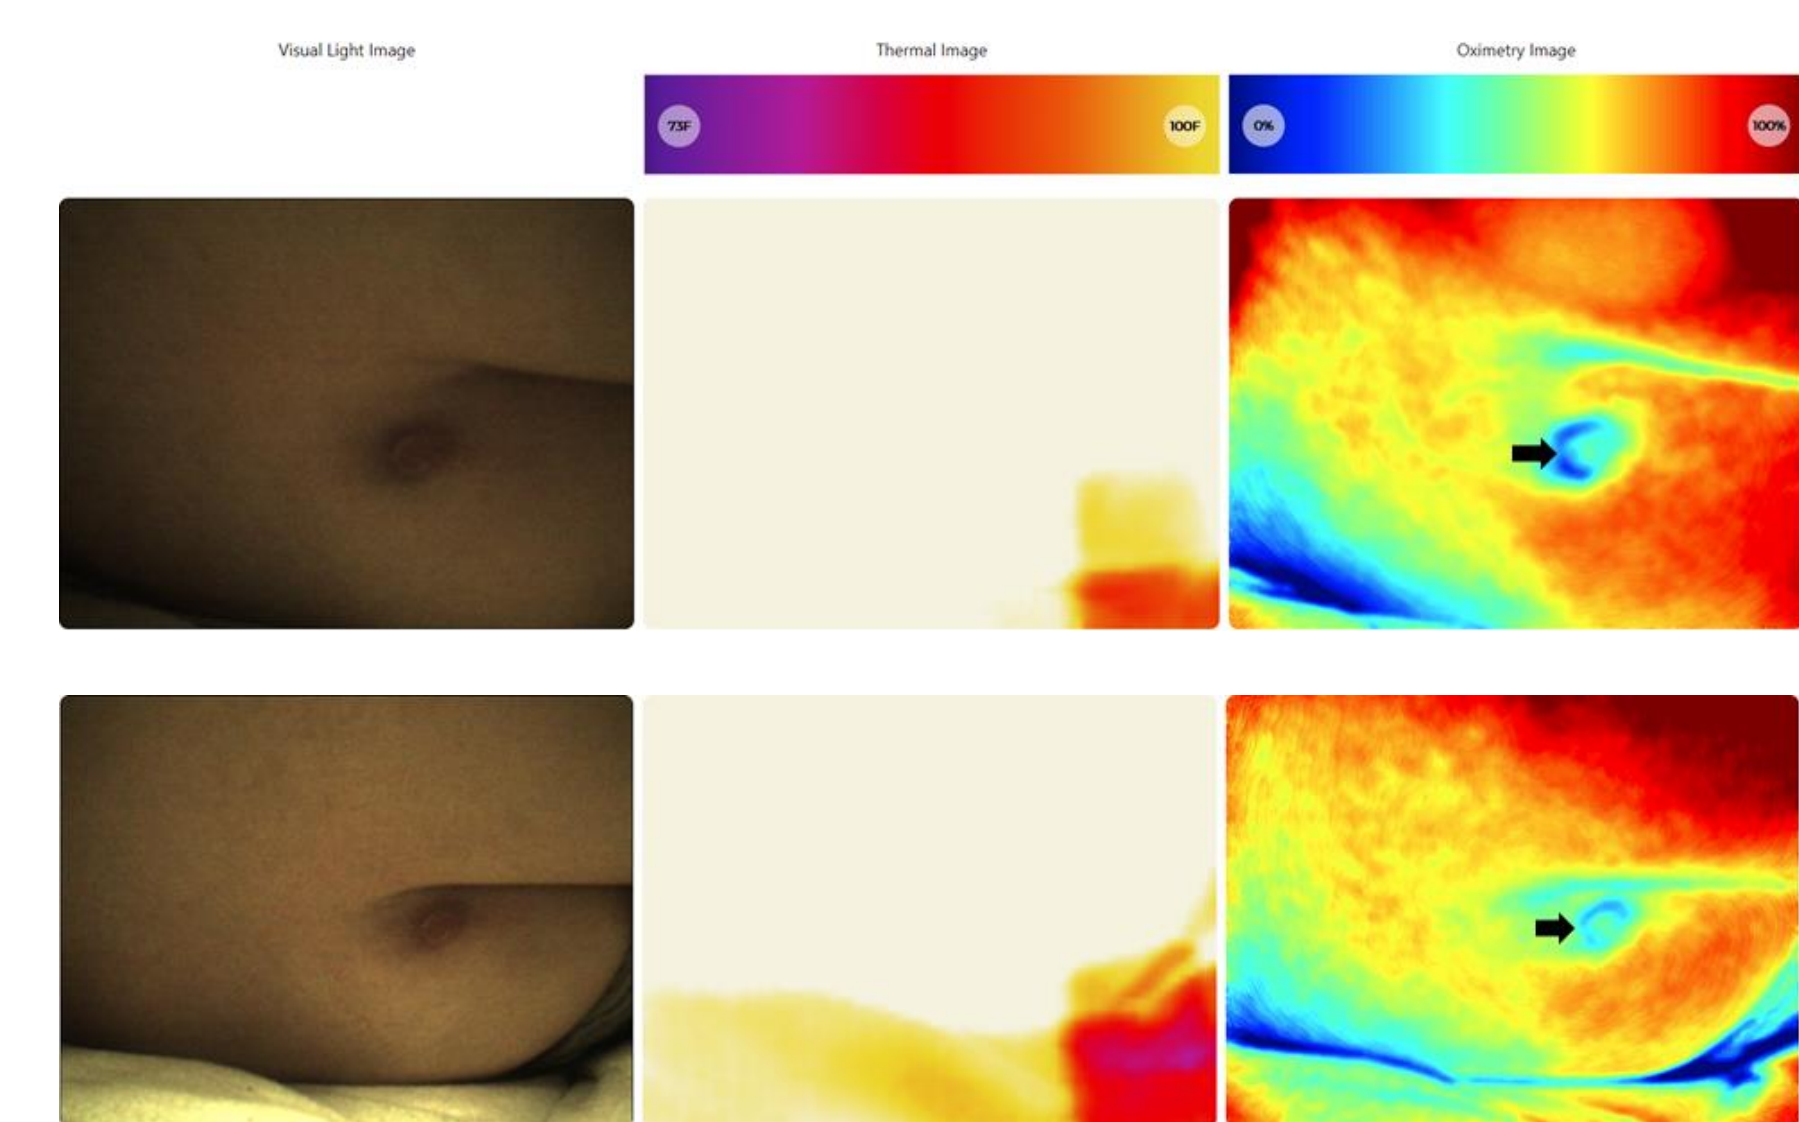 Visual Light Image
Thermal Image
Oximetry Image
73F
100F
0%
100%